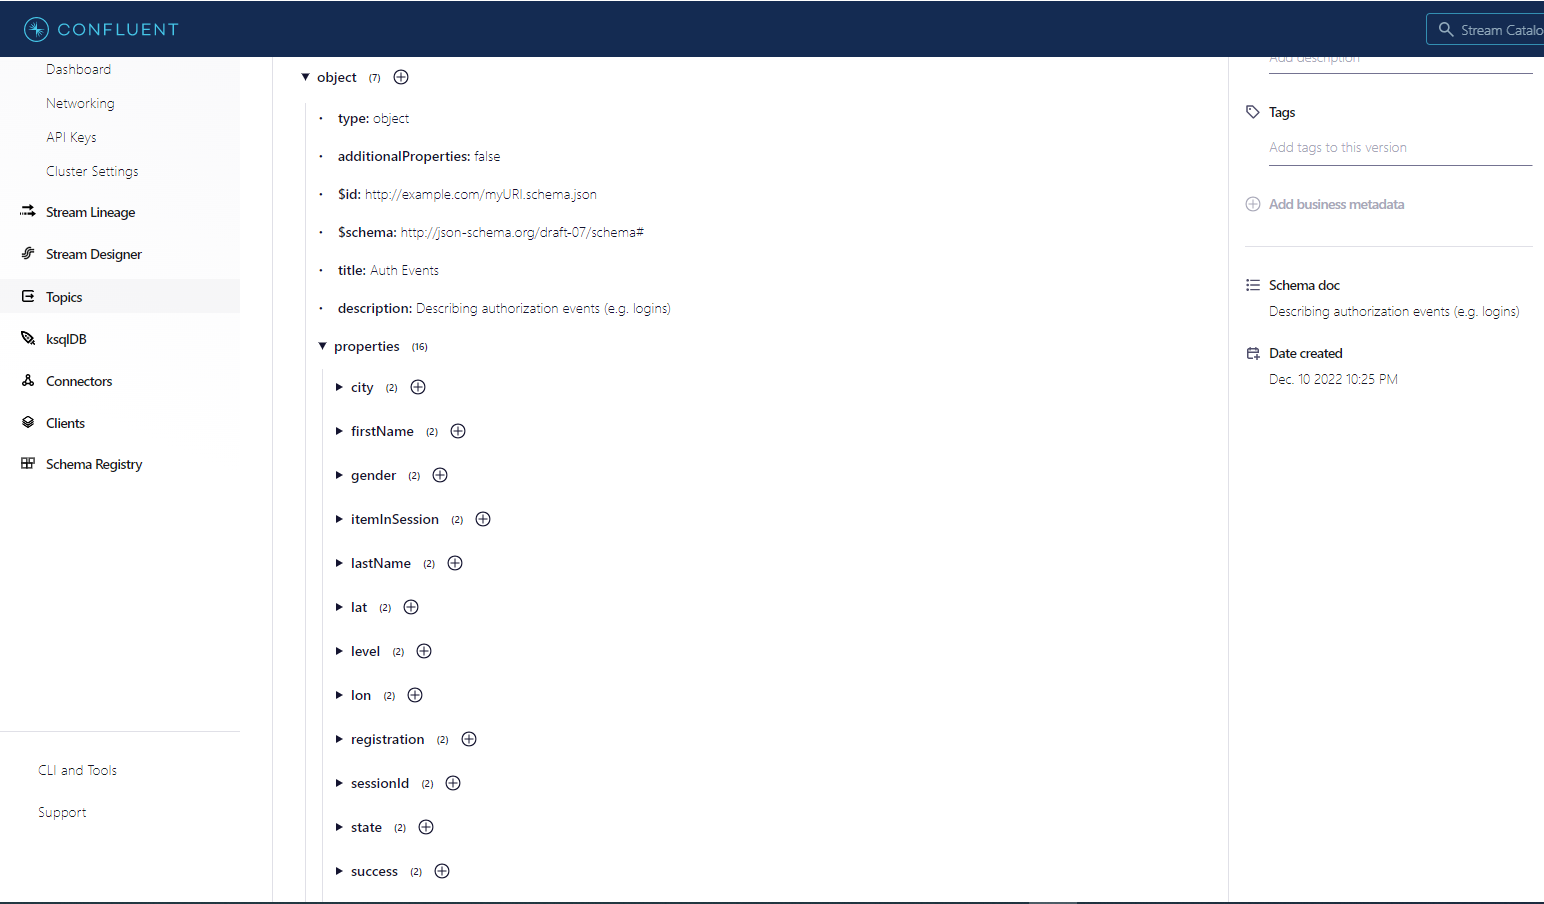 CONFLUENT
Stream Catalo
Dashboard
Networking
API Keys
Cluster Settings
Stream Lineage
Stream Designer
Topics
ksqlDB
Connectors
Clients
Schema Registry
CLI and Tools
Support
object (7)
type: object
additionalProperties: false
$id: http://example.com/myURI.schema.json
$schema: http://json-schema.org/draft-07/schema#
title: Auth Events
description: Describing authorization events (e.g. logins)
properties (16)
city (2)
firstName (2)
gender (2)
itemInSession (2)
lastName (2)
lat (2)
level (2)
lon (2)
registration (2)
sessionId (2)
state (2)
success (2)
Add description
Tags
Add tags to this version
Add business metadata
Schema doc
Describing authorization events (e.g. logins)
Date created
Dec. 10 2022 10:25 PM